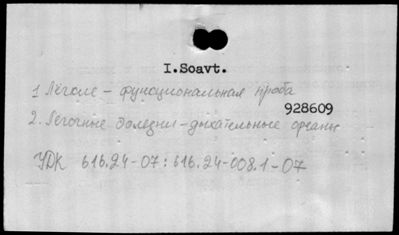 I.Soavt.
1 Лёгкие – функциональная проба
928609
2. Легочные болезни – дыхательные органы
УДК 616.24-07:616.24-008.1-07